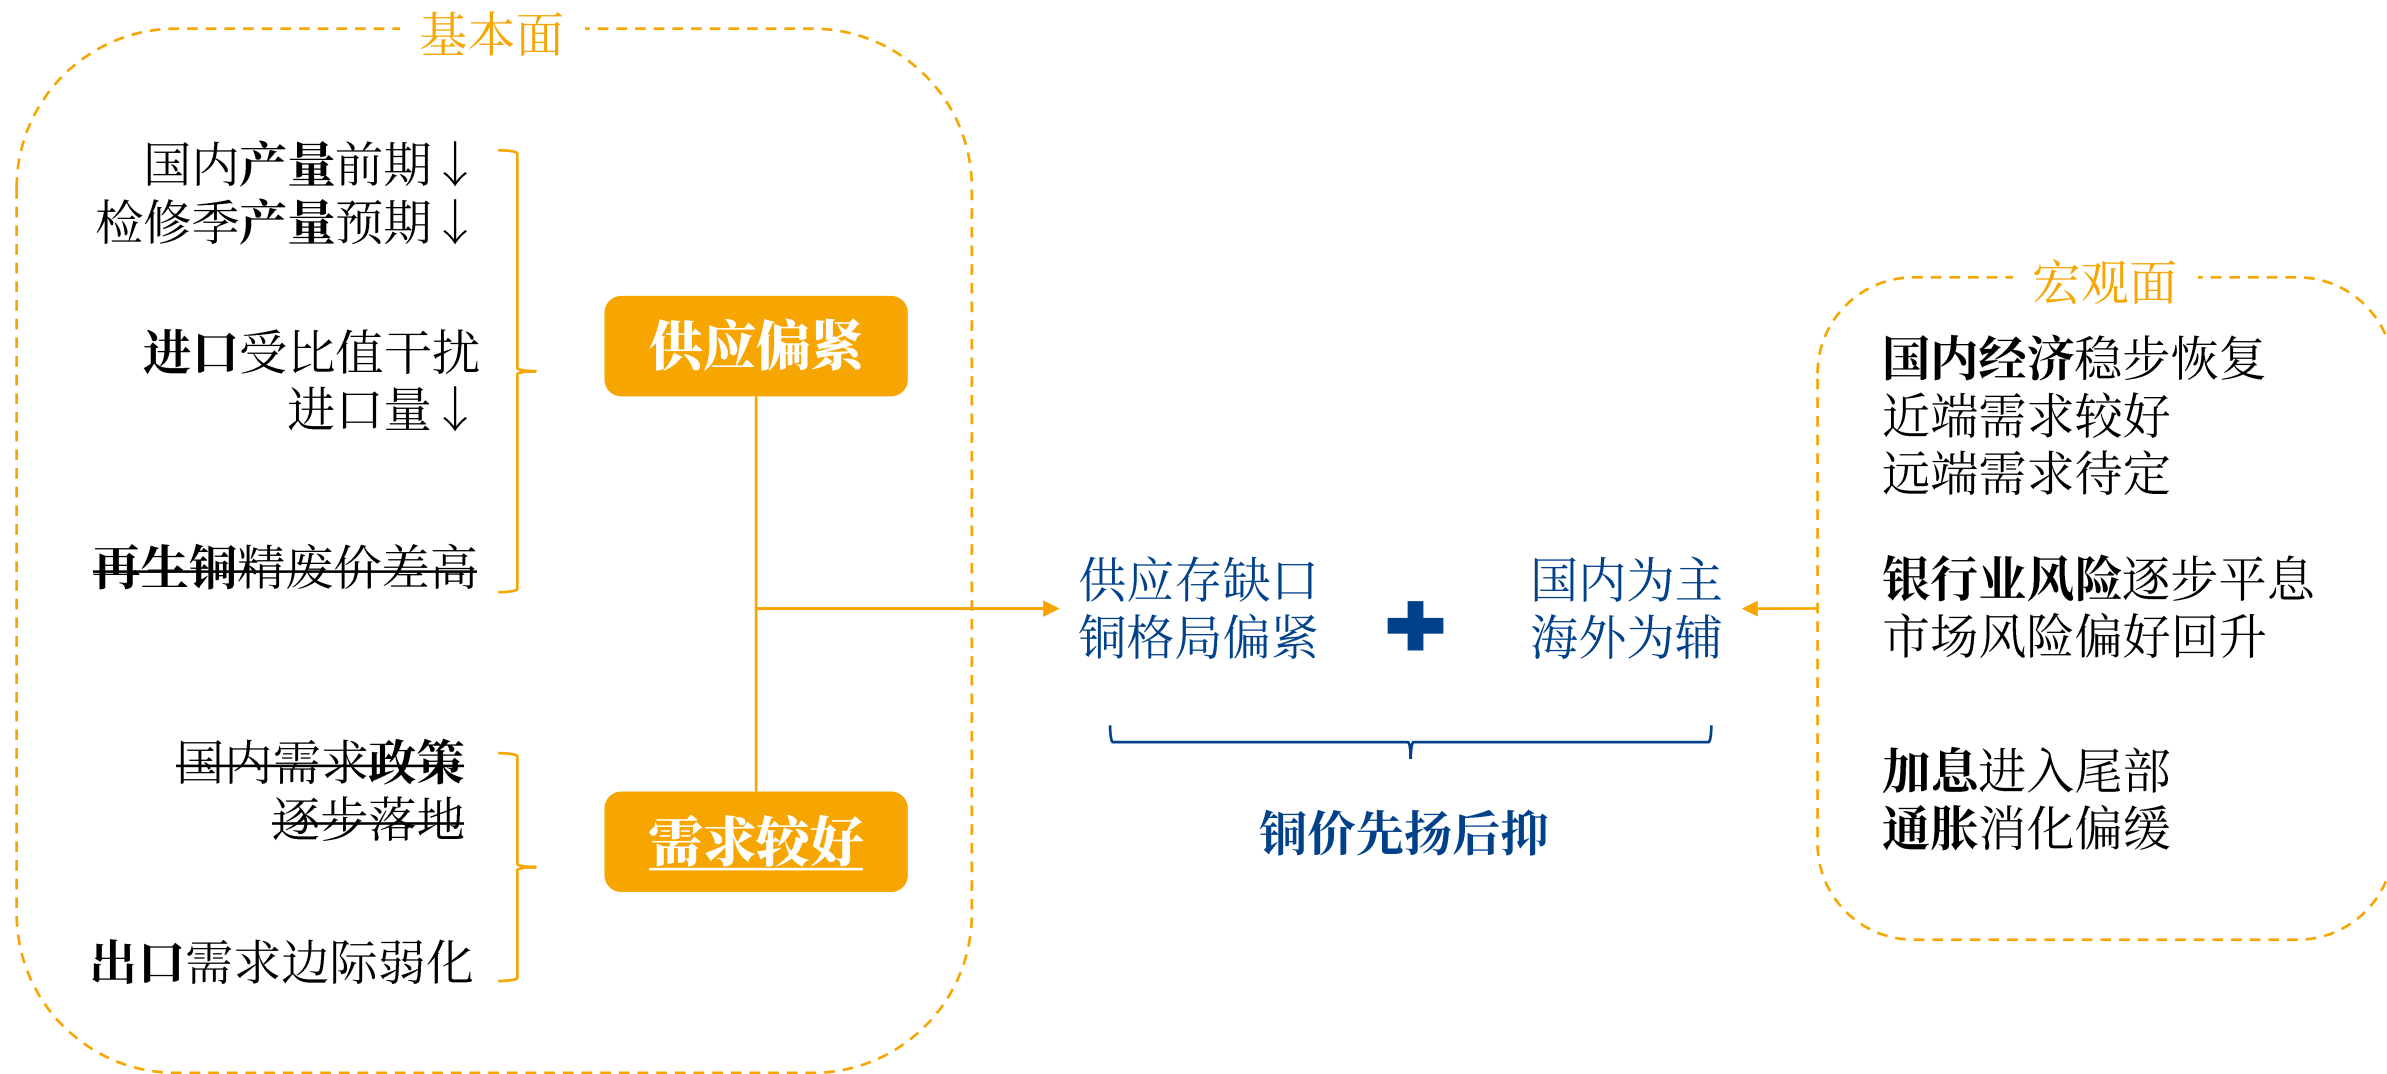 基本面
国内产量前期↓
检修季产量预期↓
进口受比值干扰
进口量↓
再生铜精废价差高
供应偏紧
国内需求政策
逐步落地
出口需求边际弱化
需求较好
供应存缺口
铜格局偏紧
国内为主
海外为辅
铜价先扬后抑
宏观面
国内经济稳步恢复
近端需求较好
远端需求待定
银行业风险逐步平息
市场风险偏好回升
加息进入尾部
通胀消化偏缓